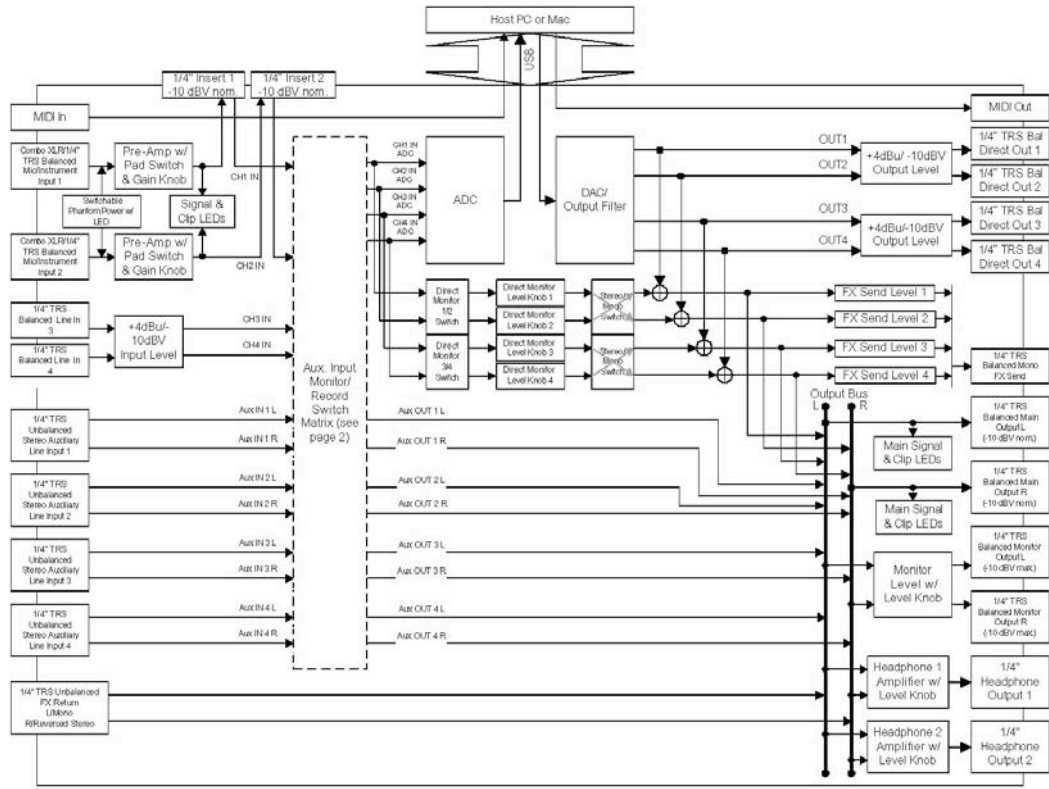 Host PC or Mac
USB
1/4" Insert 1
-10 dBV nom.
1/4" Insert 2
-10 dBV nom.
MIDI In
MIDI Out
Combo XLR/1/4"
TRS Balanced
Mic/Instrument
Input 1
Pre-Amp w/
Pad Switch
& Gain Knob
CH1 IN
Switchable
Phantom Power w/
LED
Signal &
Clip LEDs
Combo XLR/1/4"
TRS Balanced
Mic/Instrument
Input 2
Pre-Amp w/
Pad Switch
& Gain Knob
CH2 IN
1/4" TRS
Balanced Line In
3
1/4" TRS
Balanced Line In
4
+4dBu/-
10dBV
Input Level
CH3 IN
CH4 IN
Aux. Input
Monitor/
Record
Switch
Matrix (see
page 2)
CH1 IN
ADC
CH2 IN
ADC
CH3 IN
ADC
CH4 IN
ADC
ADC
DAC/
Output Filter
OUT1
OUT2
OUT3
OUT4
+4dBu/-10dBV
Output Level
+4dBu/-10dBV
Output Level
1/4" TRS Bal
Direct Out 1
1/4" TRS Bal
Direct Out 2
1/4" TRS Bal
Direct Out 3
1/4" TRS Bal
Direct Out 4
Direct
Monitor
1/2
Switch
Direct
Monitor
3/4
Switch
Direct Monitor
Level Knob 1
Direct Monitor
Level Knob 2
Direct Monitor
Level Knob 3
Direct Monitor
Level Knob 4
Stereo/
Mono
Switch
Stereo/
Mono
Switch
FX Send Level 1
FX Send Level 2
FX Send Level 3
FX Send Level 4
1/4" TRS
Balanced Mono
FX Send
Output Bus
L R
1/4" TRS
Unbalanced
Stereo Auxiliary
Line Input 1
Aux IN 1 L
Aux IN 1 R
Aux OUT 1 L
Aux OUT 1 R
1/4" TRS
Unbalanced
Stereo Auxiliary
Line Input 2
Aux IN 2 L
Aux IN 2 R
Aux OUT 2 L
Aux OUT 2 R
1/4" TRS
Unbalanced
Stereo Auxiliary
Line Input 3
Aux IN 3 L
Aux IN 3 R
Aux OUT 3 L
Aux OUT 3 R
1/4" TRS
Unbalanced
Stereo Auxiliary
Line Input 4
Aux IN 4 L
Aux IN 4 R
Aux OUT 4 L
Aux OUT 4 R
1/4" TRS Unbalanced
FX Return
L/Mono
R/Reversed Stereo
Main Signal
& Clip LEDs
Main Signal
& Clip LEDs
1/4" TRS
Balanced Main
Output L
(-10 dBV nom.)
1/4" TRS
Balanced Main
Output R
(-10 dBV nom.)
Monitor
Level w/
Level Knob
1/4" TRS
Balanced Monitor
Output L
(-10 dBV max.)
1/4" TRS
Balanced Monitor
Output R
(-10 dBV max.)
Headphone 1
Amplifier w/
Level Knob
1/4"
Headphone
Output 1
Headphone 2
Amplifier w/
Level Knob
1/4"
Headphone
Output 2